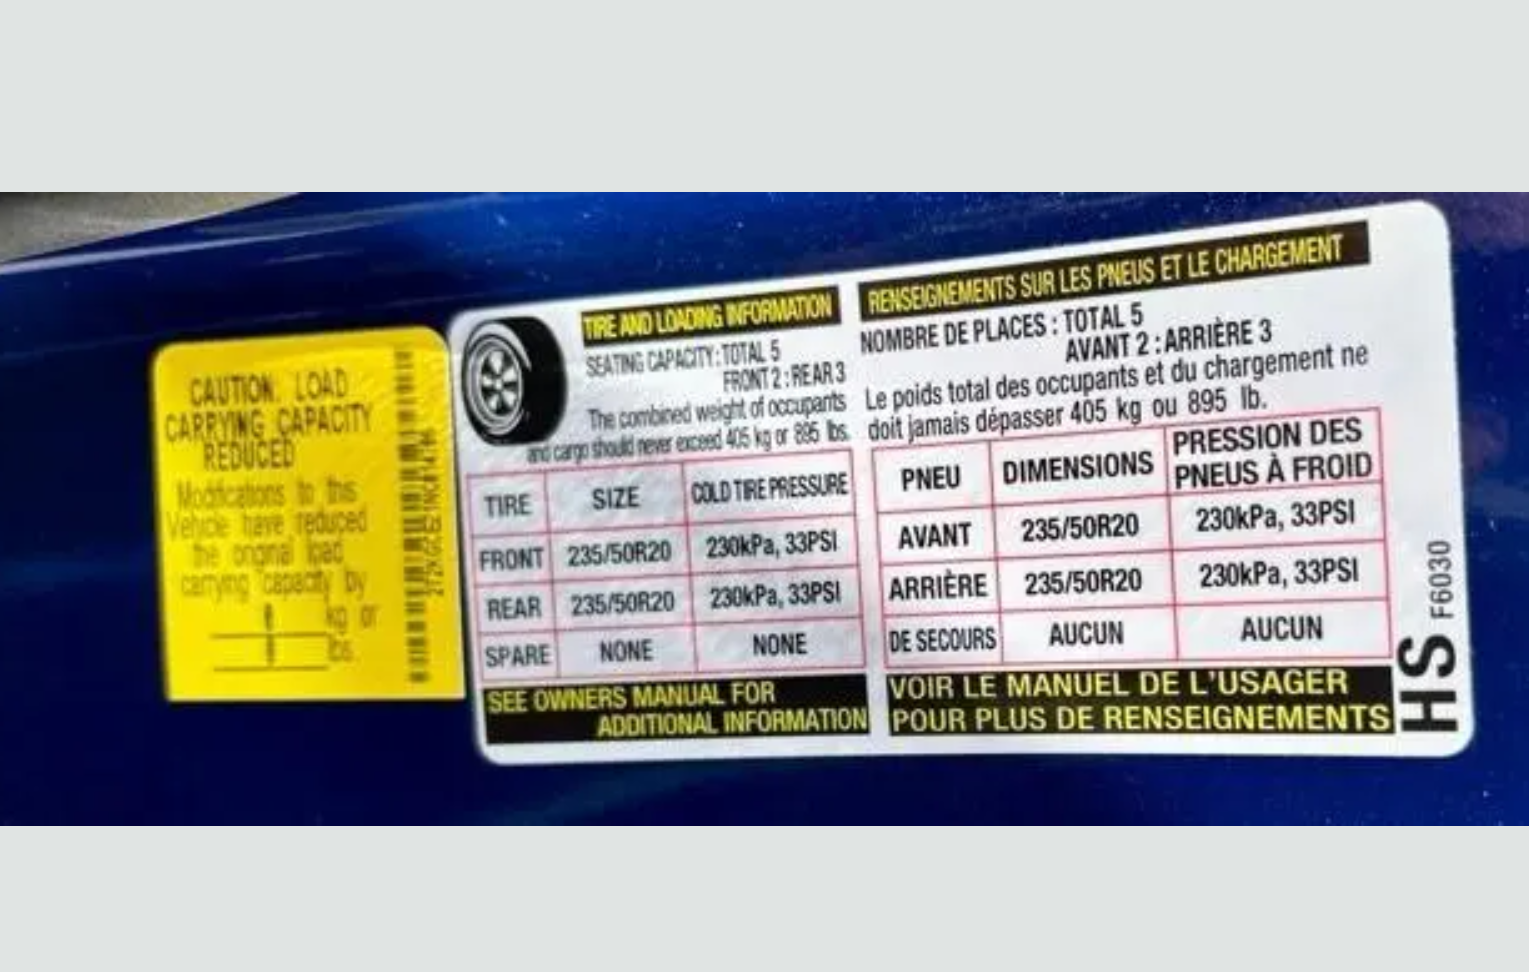 CAUTION: LOAD
CARRYING CAPACITY
REDUCED
Modifications to this
Vehicle have reduced
the original load
carrying capacity by
kg or
lbs.
TIRE AND LOADING INFORMATION
SEATING CAPACITY : TOTAL 5
FRONT 2 : REAR 3
The combined weight of occupants
and cargo should never exceed 405 kg or 895 lbs.
TIRE SIZE COLD TIRE PRESSURE
FRONT 235/50R20 230kPa, 33PSI
REAR 235/50R20 230kPa, 33PSI
SPARE NONE NONE
SEE OWNERS MANUAL FOR
ADDITIONAL INFORMATION
RENSEIGNEMENTS SUR LES PNEUS ET LE CHARGEMENT
NOMBRE DE PLACES : TOTAL 5
AVANT 2 : ARRIÈRE 3
Le poids total des occupants et du chargement ne
doit jamais dépasser 405 kg ou 895 lb.
PNEU DIMENSIONS PRESSION DES
PNEUS À FROID
AVANT 235/50R20 230kPa, 33PSI
ARRIÈRE 235/50R20 230kPa, 33PSI
DE SECOURS AUCUN AUCUN
VOIR LE MANUEL DE L'USAGER
POUR PLUS DE RENSEIGNEMENTS
HS F6030